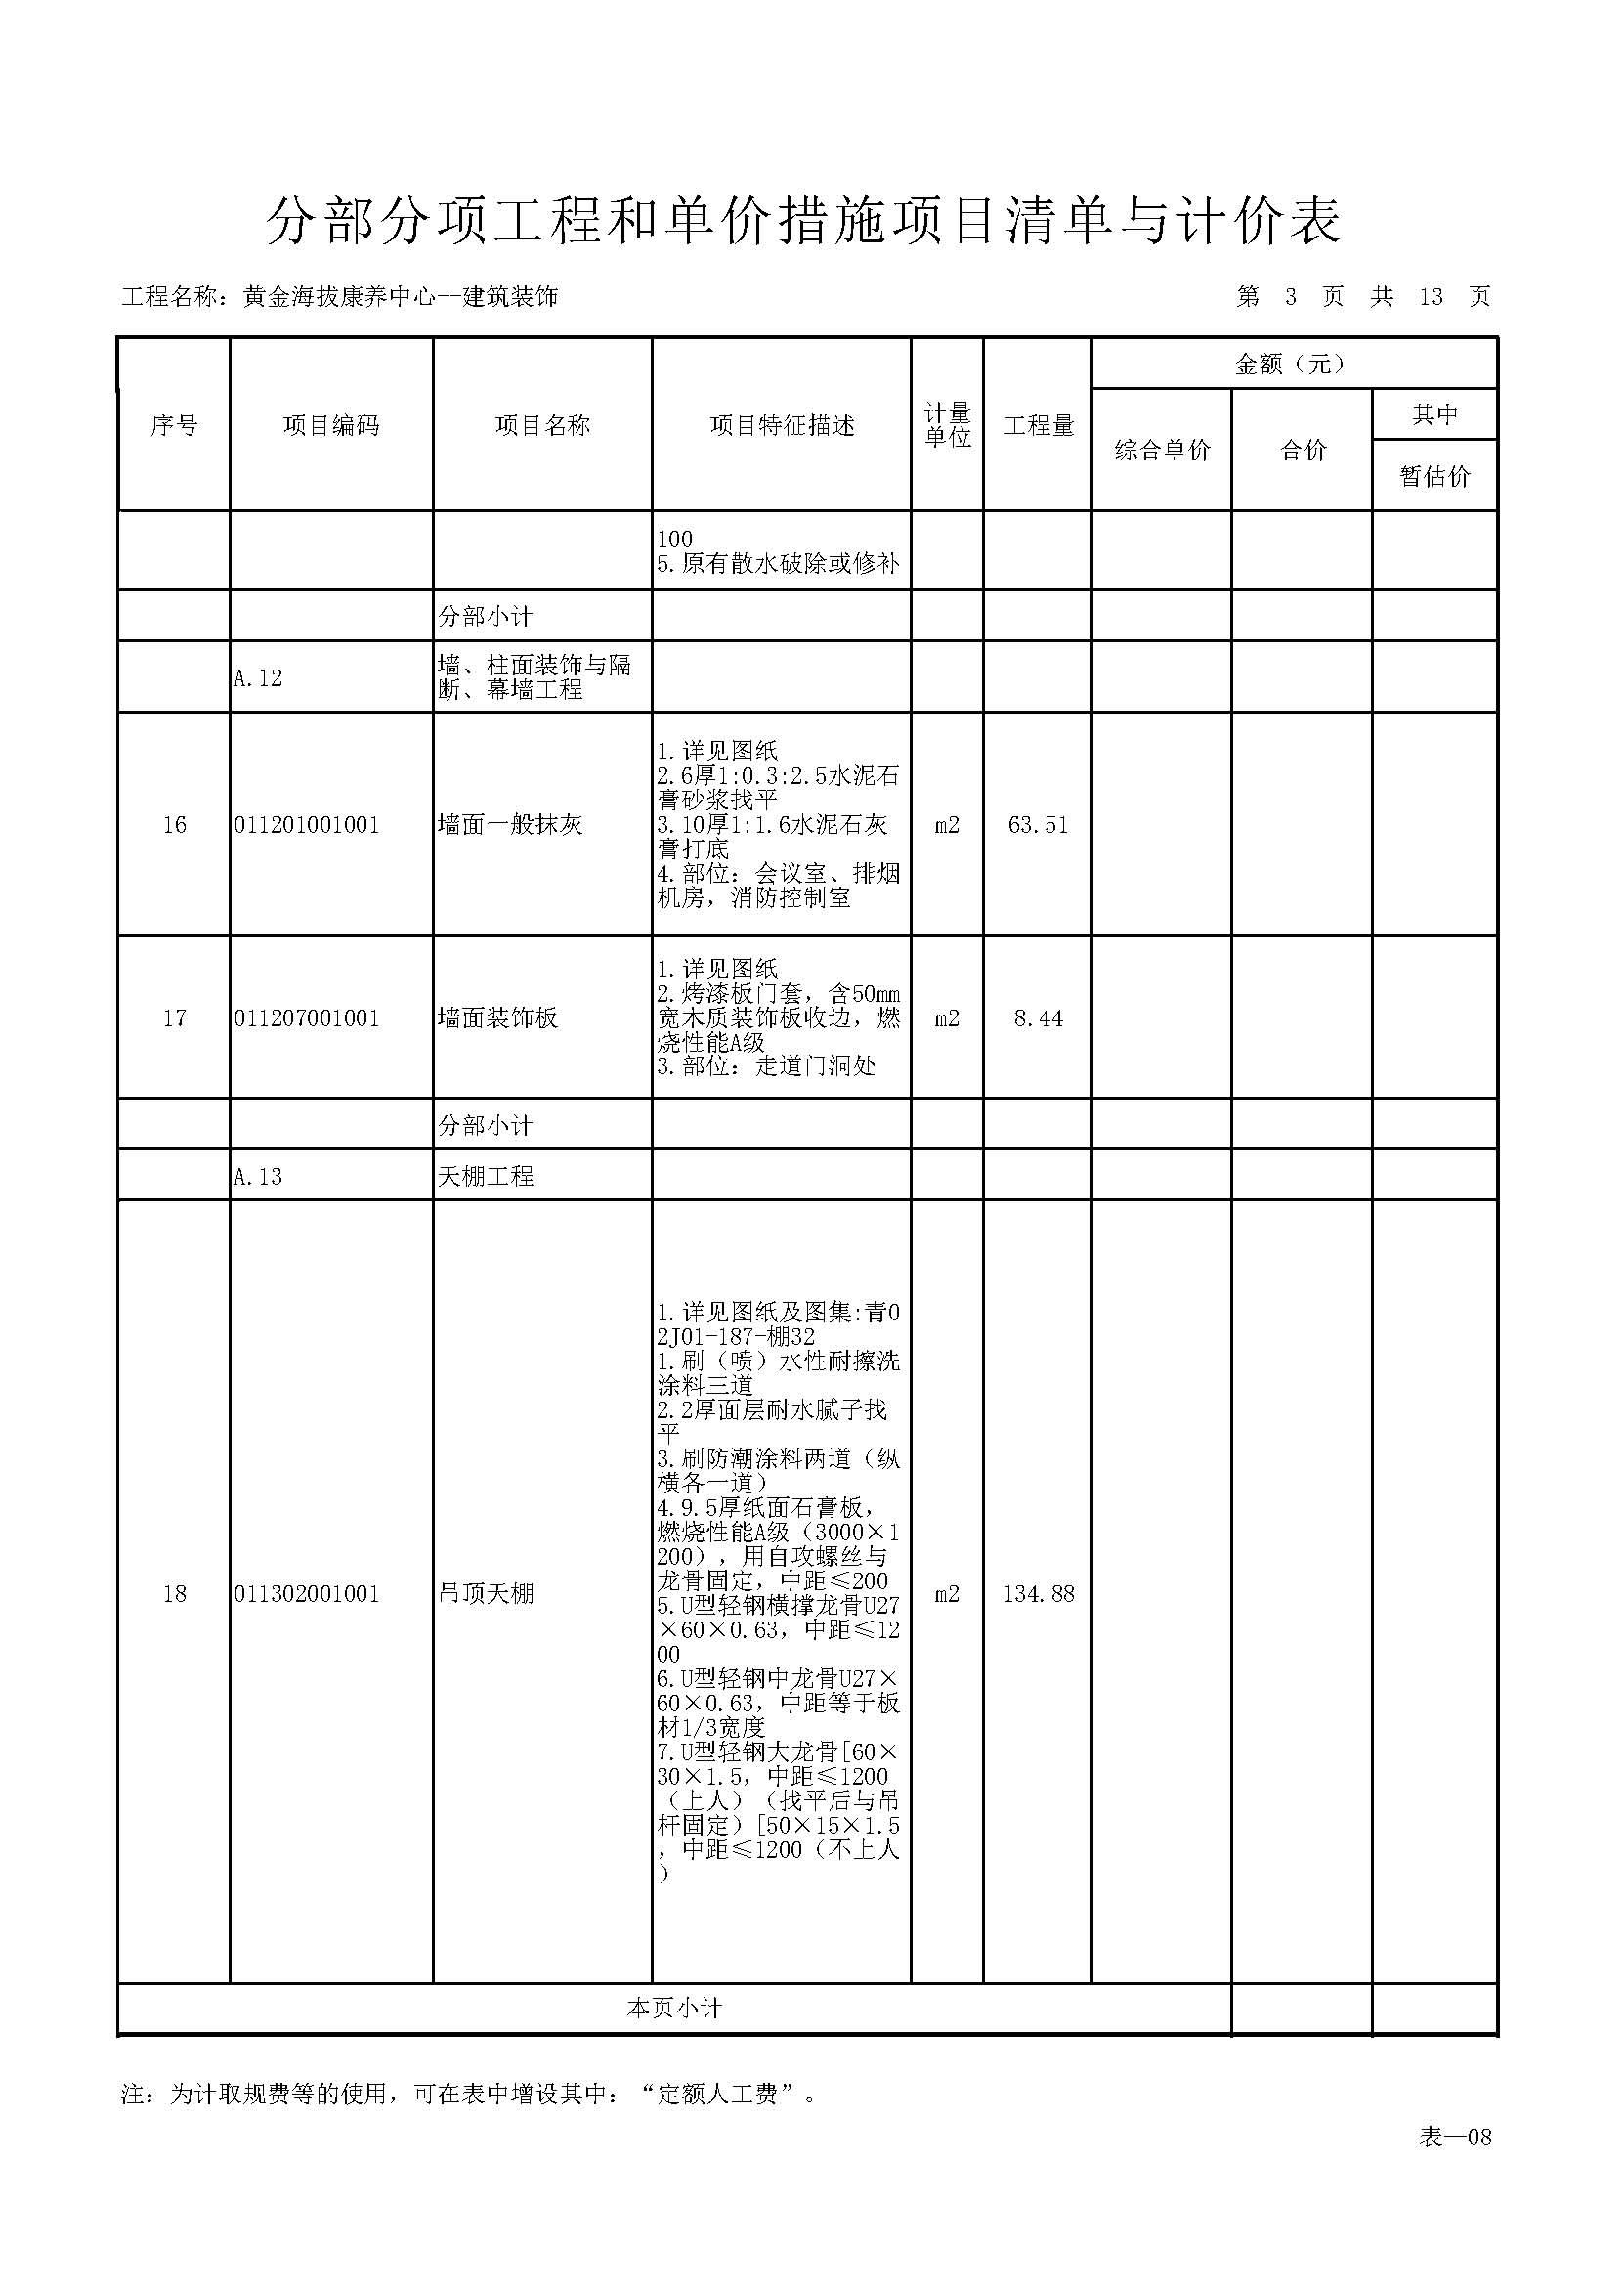 分部分项工程和单价措施项目清单与计价表
工程名称：黄金海拔康养中心--建筑装饰
第 3 页 共 13 页
序号
项目编码
项目名称
项目特征描述
计量
单位
工程量
金额（元）
综合单价
合价
其中
暂估价
100
5.原有散水破除或修补
分部小计
A.12
墙、柱面装饰与隔
断、幕墙工程
16
011201001001
墙面一般抹灰
1.详见图纸
2.6厚1:0.3:2.5水泥石
膏砂浆找平
3.10厚1:1.6水泥石灰
膏打底
4.部位：会议室、排烟
机房，消防控制室
m2
63.51
17
011207001001
墙面装饰板
1.详见图纸
2.烤漆板门套，含50mm
宽木质装饰板收边，燃
烧性能A级
3.部位：走道门洞处
m2
8.44
分部小计
A.13
天棚工程
18
011302001001
吊顶天棚
1.详见图纸及图集:青0
2J01-187-棚32
1.刷（喷）水性耐擦洗
涂料三道
2.2厚面层耐水腻子找
平
3.刷防潮涂料两道（纵
横各一道）
4.9.5厚纸面石膏板，
燃烧性能A级（3000×1
200），用自攻螺丝与
龙骨固定，中距≤200
5.U型轻钢横撑龙骨U27
×60×0.63，中距≤12
00
6.U型轻钢中龙骨U27×
60×0.63，中距等于板
材1/3宽度
7.U型轻钢大龙骨[60×
30×1.5，中距≤1200
（上人）（找平后与吊
杆固定）[50×15×1.5
，中距≤1200（不上人
）
m2
134.88
本页小计
注：为计取规费等的使用，可在表中增设其中：“定额人工费”。
表—08